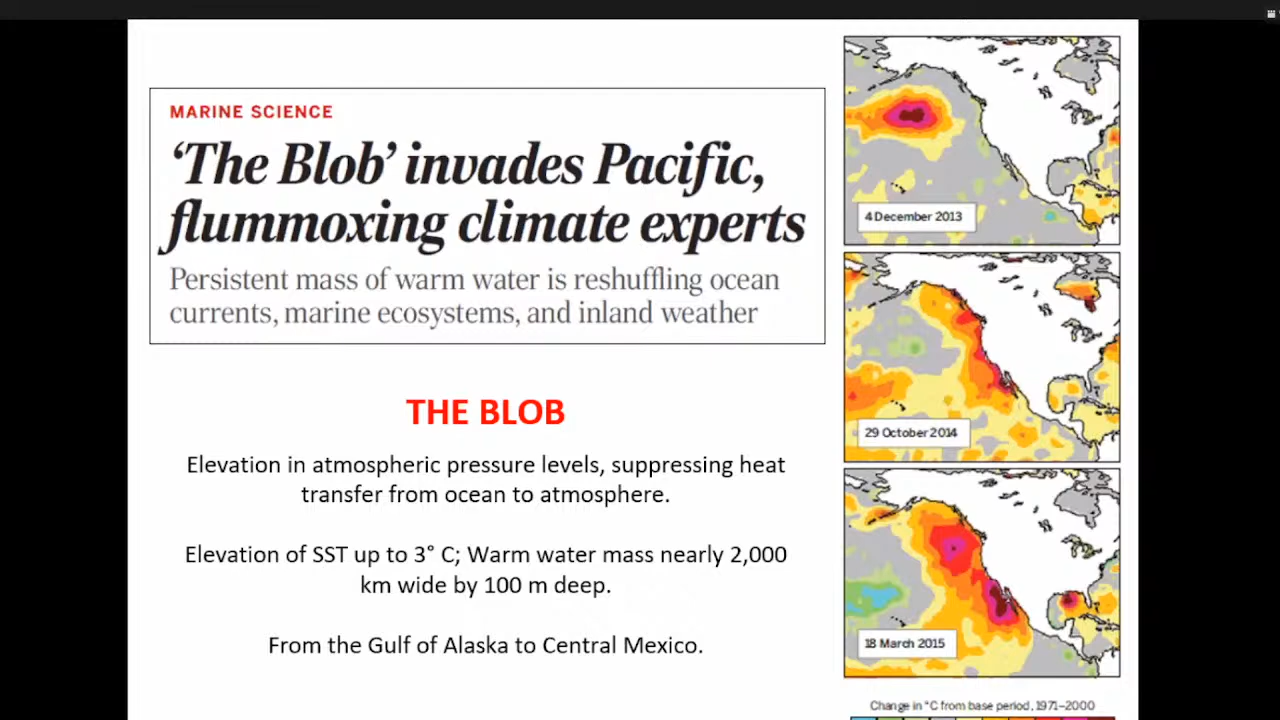 MARINE SCIENCE
‘The Blob’ invades Pacific,
flummoxing climate experts
Persistent mass of warm water is reshuffling ocean
currents, marine ecosystems, and inland weather
THE BLOB
Elevation in atmospheric pressure levels, suppressing heat
transfer from ocean to atmosphere.
Elevation of SST up to 3° C; Warm water mass nearly 2,000
km wide by 100 m deep.
From the Gulf of Alaska to Central Mexico.
4 December 2013
29 October 2014
18 March 2015
Change in °C from base period, 1971–2000